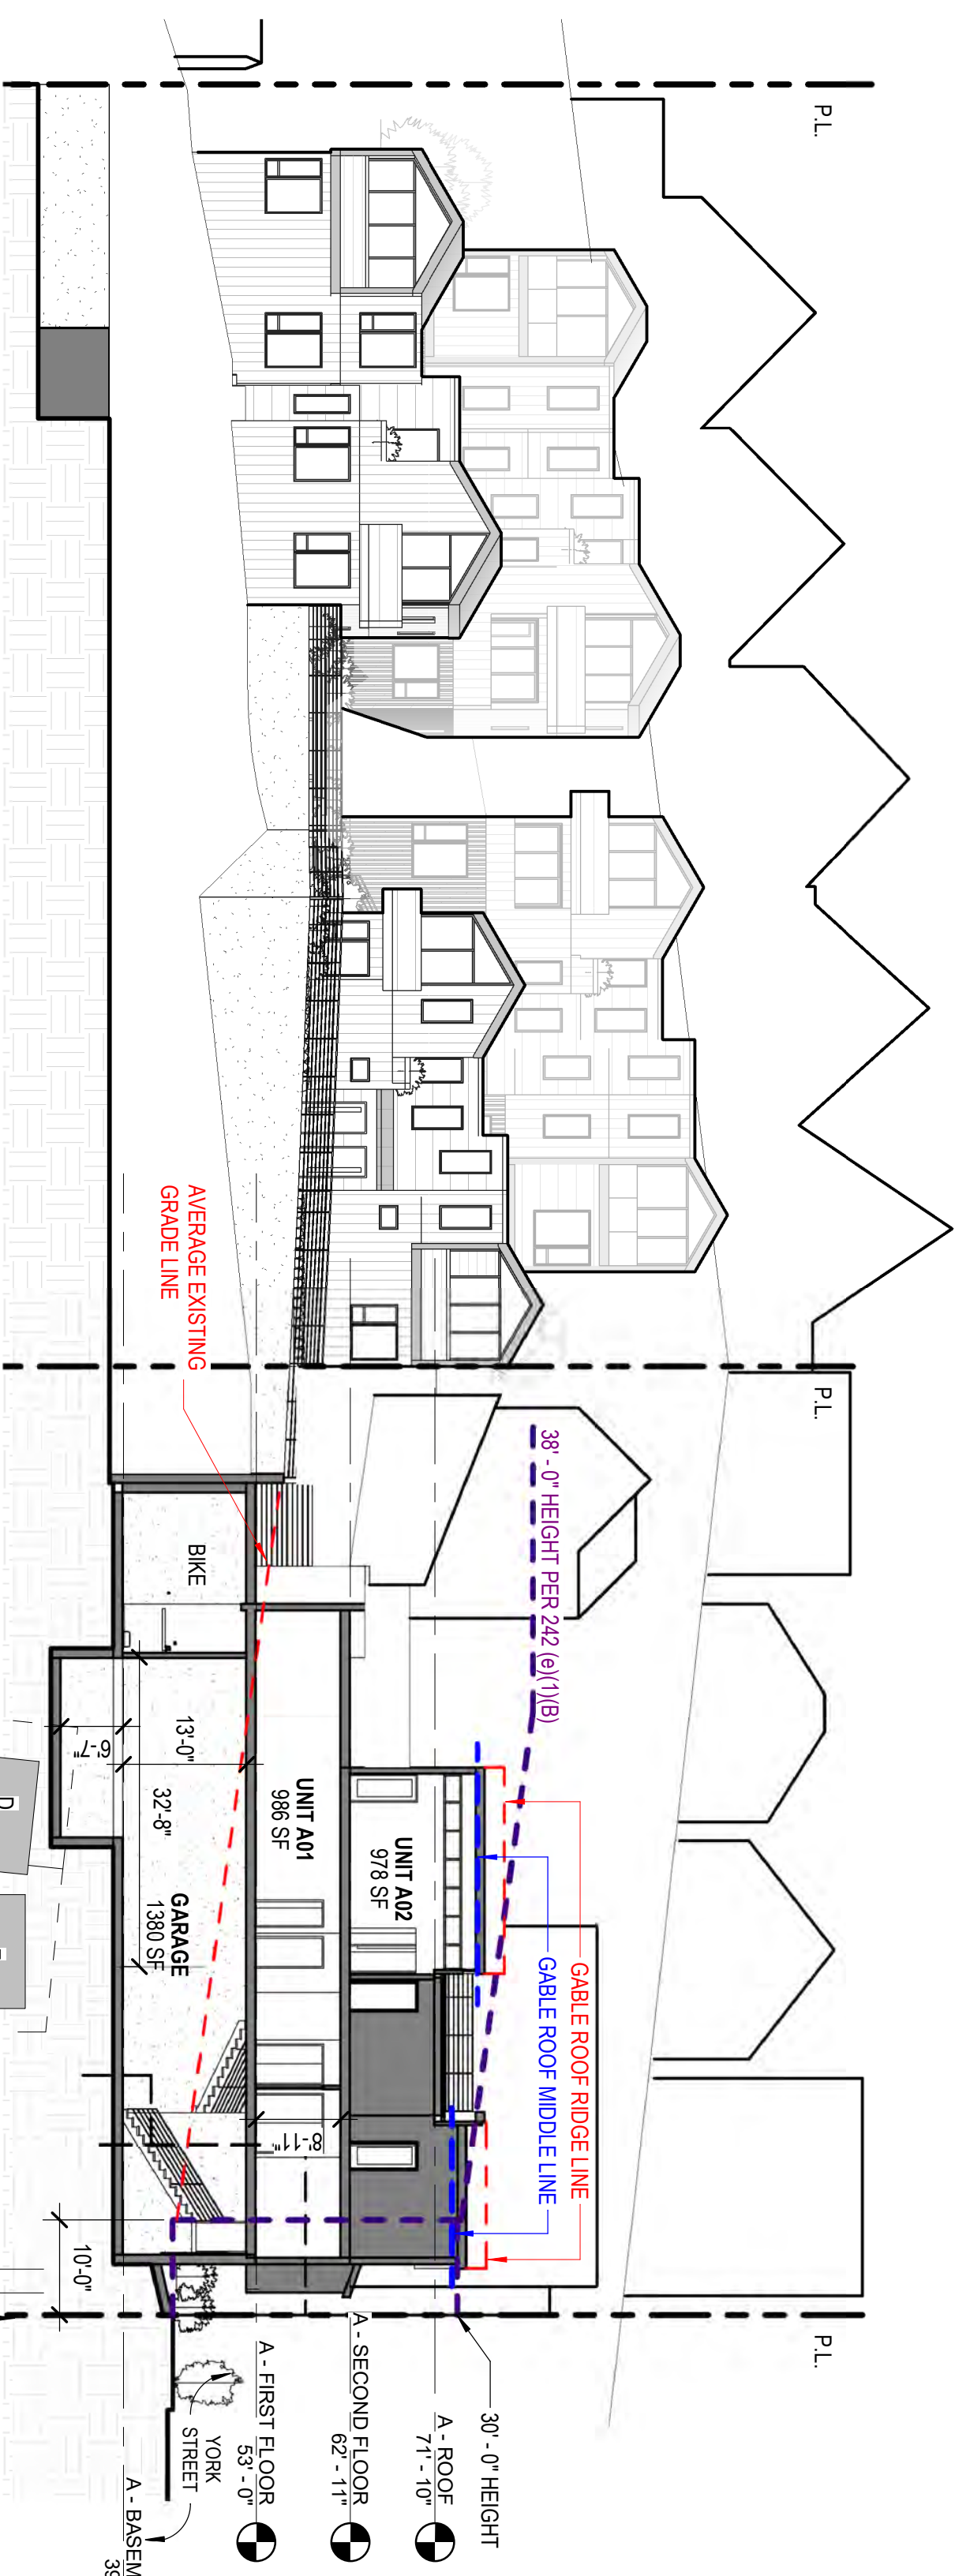 P.L.
P.L.
P.L.
AVERAGE EXISTING
GRADE LINE
38' - 0" HEIGHT PER 242 (e)(1)(B)
GABLE ROOF RIDGE LINE
GABLE ROOF MIDDLE LINE
30' - 0" HEIGHT
A - ROOF
71' - 10"
A - SECOND FLOOR
62' - 11"
A - FIRST FLOOR
53' - 0"
YORK
STREET
A - BASEM
39
UNIT A02
978 SF
UNIT A01
986 SF
8'-11"
BIKE
13'-0"
6'-7"
32'-8"
GARAGE
1380 SF
10'-0"
D